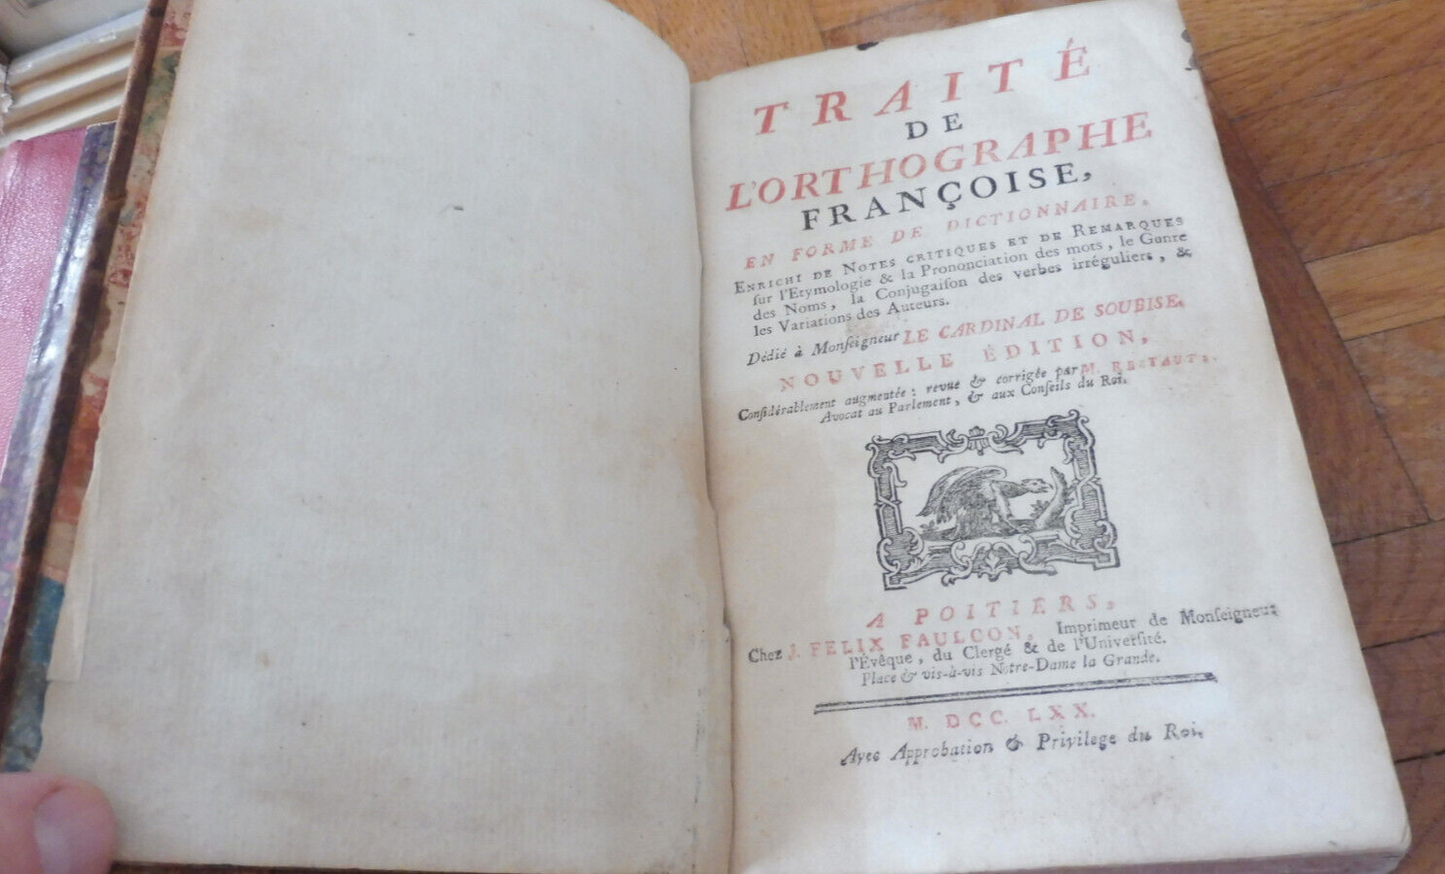 TRAITÉ
DE
L'ORTHOGRAPHE
FRANÇOISE,
EN FORME DE DICTIONNAIRE,
ENRICHI DE NOTES CRITIQUES ET DE REMARQUES
ſur l'Etymologie & la Prononciation des mots, le Genre
des Noms, la Conjugaiſon des verbes irréguliers, &
les Variations des Auteurs.
Dédié à Monſeigneur LE CARDINAL DE SOUBISE,
NOUVELLE ÉDITION,
Conſidérablement augmentée; revue & corrigée par M. RESTAUT,
Avocat au Parlement, & aux Conſeils du Roi.
A POITIERS,
Chez J. FELIX FAULCON, Imprimeur de Monſeigneur
l'Évêque, du Clergé & de l'Univerſité.
Place & vis-à-vis Notre-Dame la Grande.
M. DCC. LXX.
Avec Approbation & Privilege du Roi.